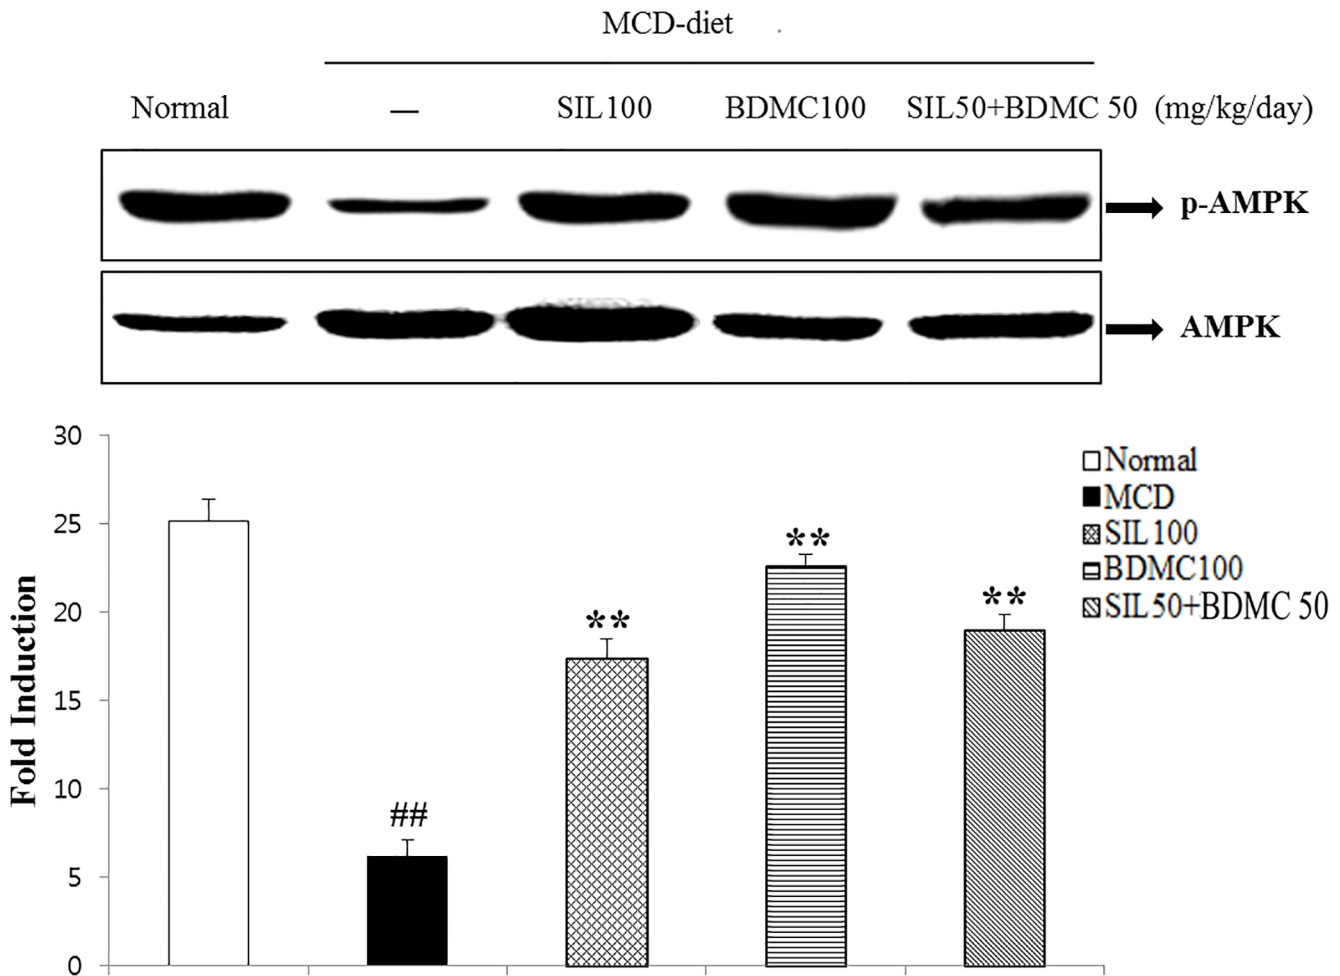 MCD-diet
Normal — SIL100 BDMC100 SIL50+BDMC 50 (mg/kg/day)
p-AMPK
AMPK
30
25
20
15
10
5
0
Fold Induction
##
**
**
**
Normal
MCD
SIL100
BDMC100
SIL50+BDMC 50